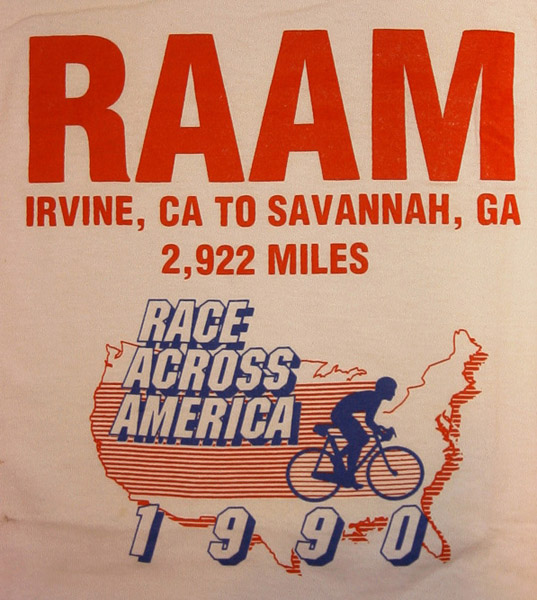 RAAM
IRVINE, CA TO SAVANNAH, GA
2,922 MILES
RACE
ACROSS
AMERICA
1990